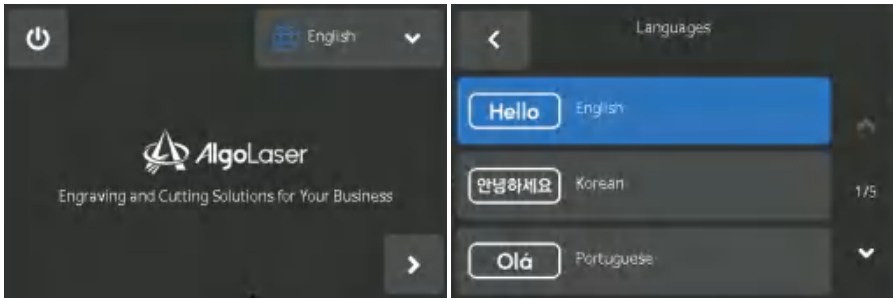 English
AlgoLaser
Engraving and Cutting Solutions for Your Business
Languages
Hello English
안녕하세요 Korean
1/5
Olá Portuguese